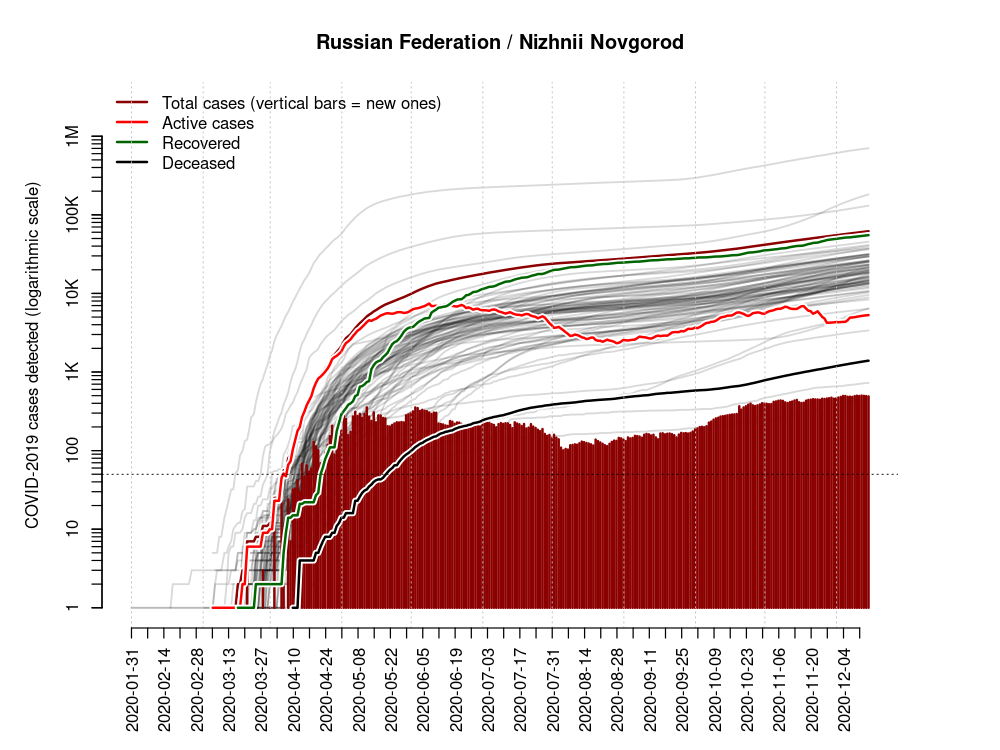 Russian Federation / Nizhnii Novgorod
Total cases (vertical bars = new ones)
Active cases
Recovered
Deceased
COVID-2019 cases detected (logarithmic scale)
1M
100K
10K
1K
100
10
1
2020-01-31
2020-02-14
2020-02-28
2020-03-13
2020-03-27
2020-04-10
2020-04-24
2020-05-08
2020-05-22
2020-06-05
2020-06-19
2020-07-03
2020-07-17
2020-07-31
2020-08-14
2020-08-28
2020-09-11
2020-09-25
2020-10-09
2020-10-23
2020-11-06
2020-11-20
2020-12-04